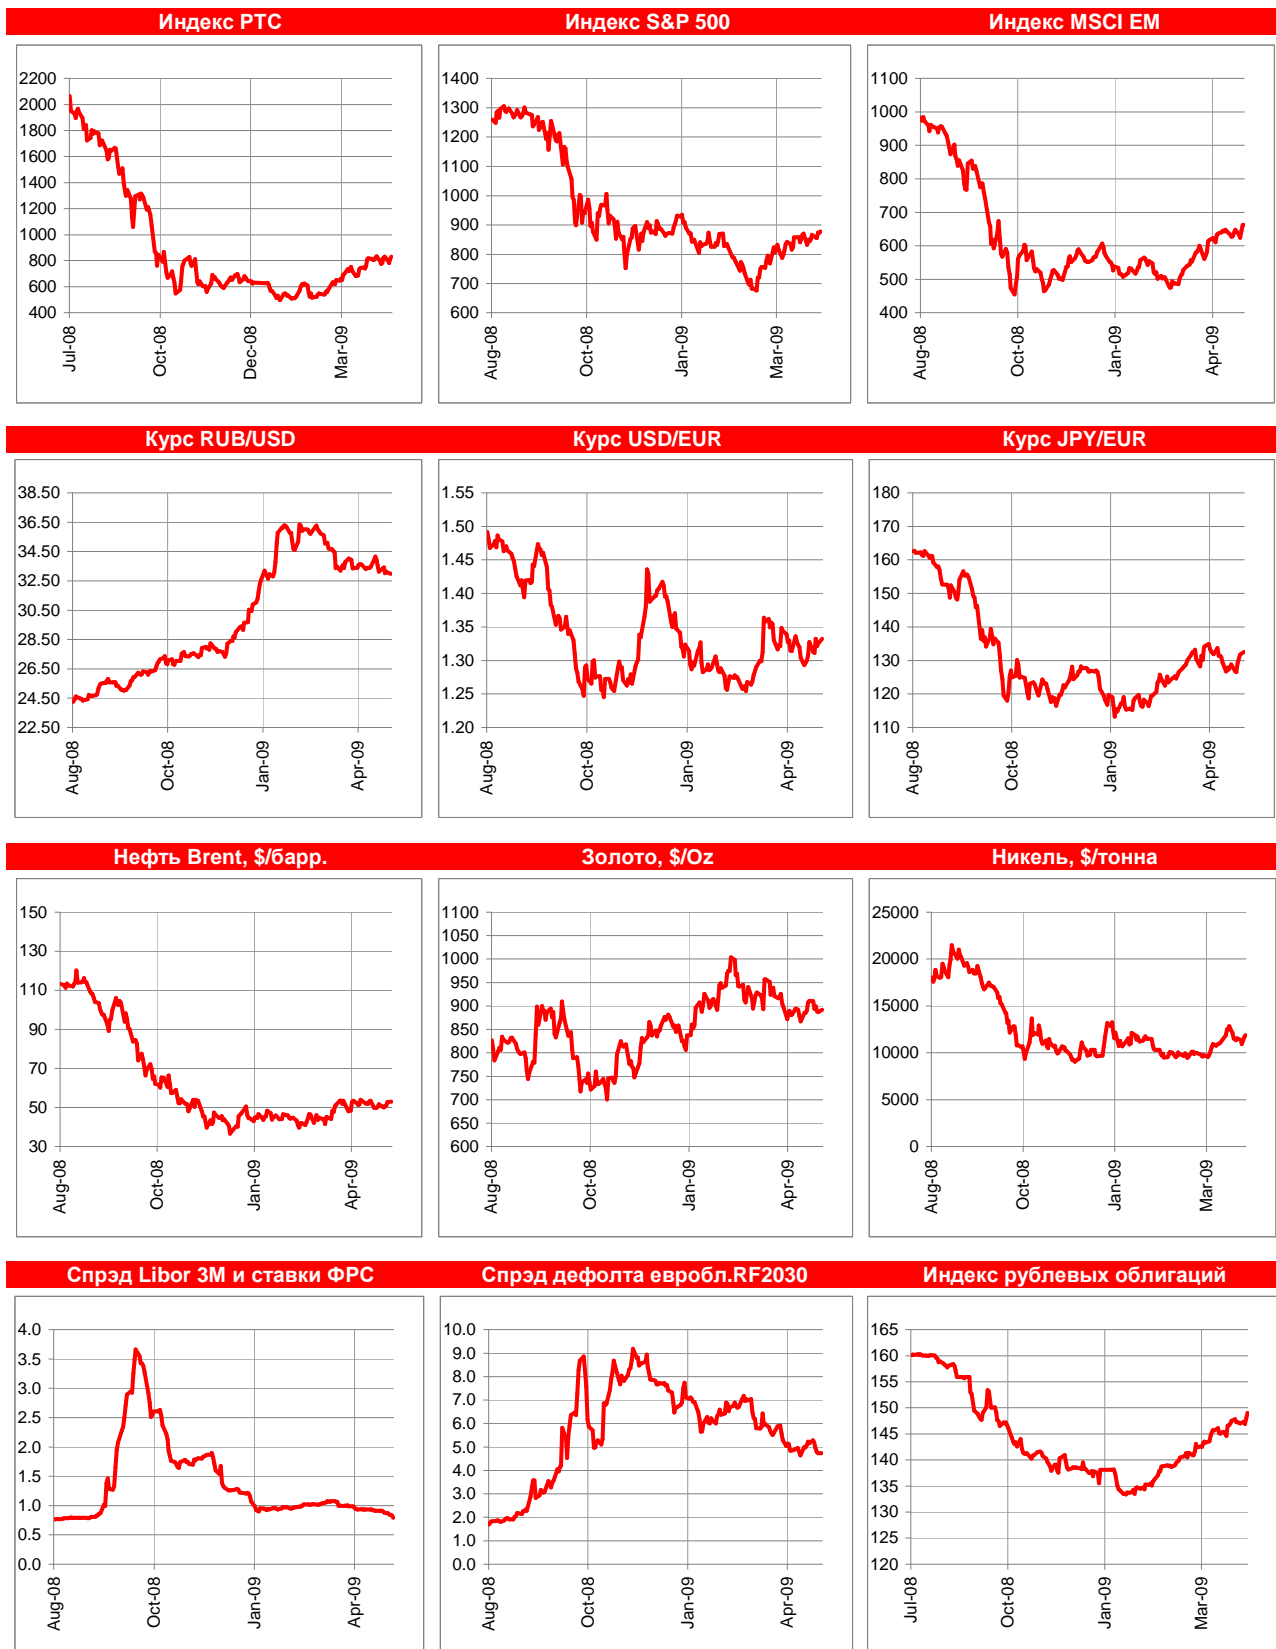 Индекс РТС
2200
2000
1800
1600
1400
1200
1000
800
600
400
Jul-08
Oct-08
Dec-08
Mar-09
Индекс S&P 500
1400
1300
1200
1100
1000
900
800
700
600
Aug-08
Oct-08
Jan-09
Mar-09
Индекс MSCI EM
1100
1000
900
800
700
600
500
400
Aug-08
Oct-08
Jan-09
Apr-09
Курс RUB/USD
38.50
36.50
34.50
32.50
30.50
28.50
26.50
24.50
22.50
Aug-08
Oct-08
Jan-09
Apr-09
Курс USD/EUR
1.55
1.50
1.45
1.40
1.35
1.30
1.25
1.20
Aug-08
Oct-08
Jan-09
Apr-09
Курс JPY/EUR
180
170
160
150
140
130
120
110
Aug-08
Oct-08
Jan-09
Apr-09
Нефть Brent, $/барр.
150
130
110
90
70
50
30
Aug-08
Oct-08
Jan-09
Apr-09
Золото, $/Oz
1100
1050
1000
950
900
850
800
750
700
650
600
Aug-08
Oct-08
Jan-09
Apr-09
Никель, $/тонна
25000
20000
15000
10000
5000
0
Aug-08
Oct-08
Jan-09
Mar-09
Спрэд Libor 3M и ставки ФРС
4.0
3.5
3.0
2.5
2.0
1.5
1.0
0.5
0.0
Aug-08
Oct-08
Jan-09
Apr-09
Спрэд дефолта евробл.RF2030
10.0
9.0
8.0
7.0
6.0
5.0
4.0
3.0
2.0
1.0
0.0
Aug-08
Oct-08
Jan-09
Apr-09
Индекс рублевых облигаций
165
160
155
150
145
140
135
130
125
120
Jul-08
Oct-08
Jan-09
Mar-09